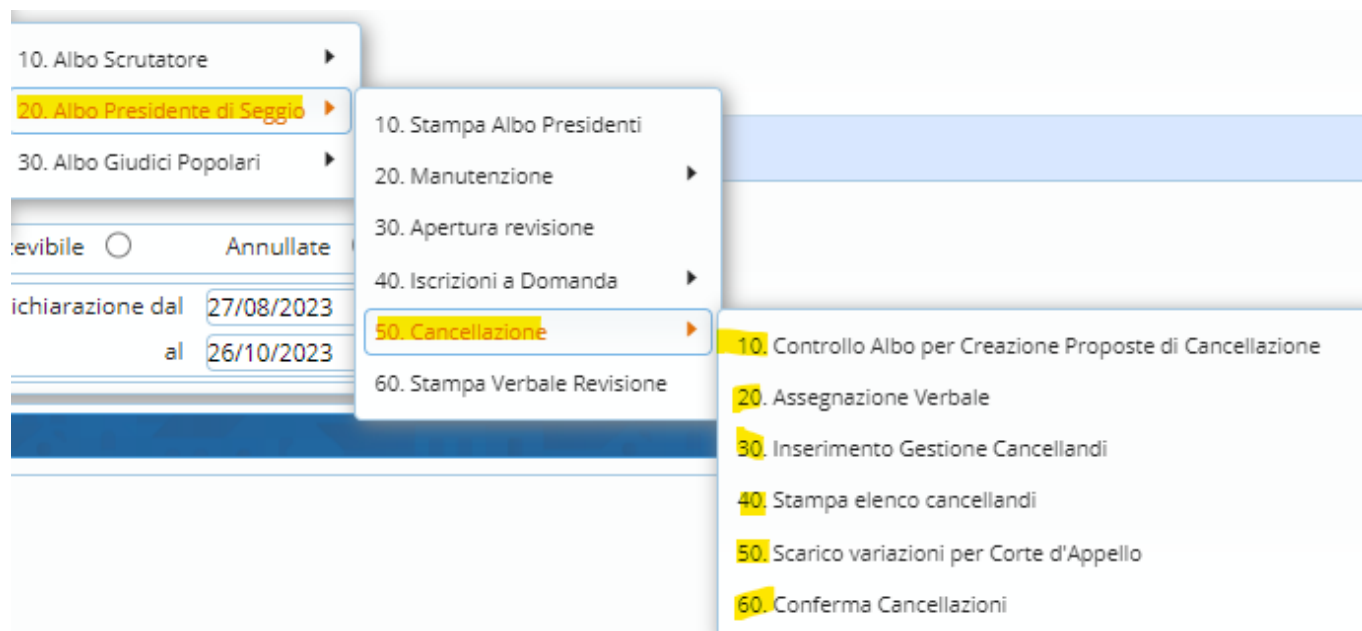 10. Albo Scrutatore
20. Albo Presidente di Seggio
30. Albo Giudici Popolari
10. Stampa Albo Presidenti
20. Manutenzione
30. Apertura revisione
40. Iscrizioni a Domanda
50. Cancellazione
60. Stampa Verbale Revisione
10. Controllo Albo per Creazione Proposte di Cancellazione
20. Assegnazione Verbale
30. Inserimento Gestione Cancellandi
40. Stampa elenco cancellandi
50. Scarico variazioni per Corte d'Appello
60. Conferma Cancellazioni
evibile Annullate
ichiarazione dal 27/08/2023
al 26/10/2023